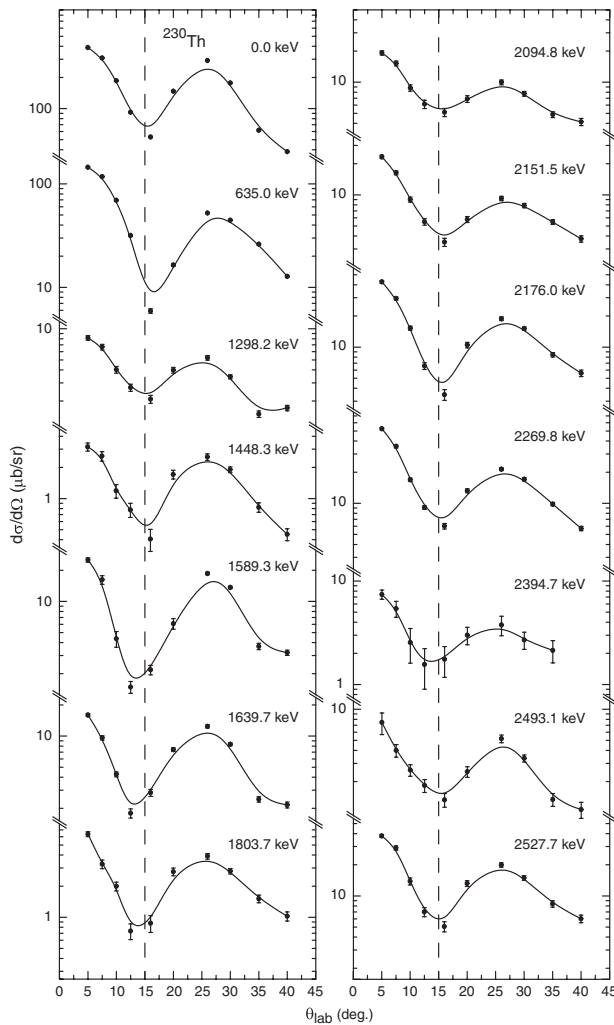 ²³⁰Th
0.0 keV
100
635.0 keV
100
10
1298.2 keV
10
1448.3 keV
1
1589.3 keV
10
1639.7 keV
10
1803.7 keV
1
0 5 10 15 20 25 30 35 40 45
dσ/dΩ (μb/sr)
2094.8 keV
10
2151.5 keV
10
2176.0 keV
10
2269.8 keV
10
2394.7 keV
10
1
2493.1 keV
10
2527.7 keV
10
0 5 10 15 20 25 30 35 40 45
θlab (deg.)